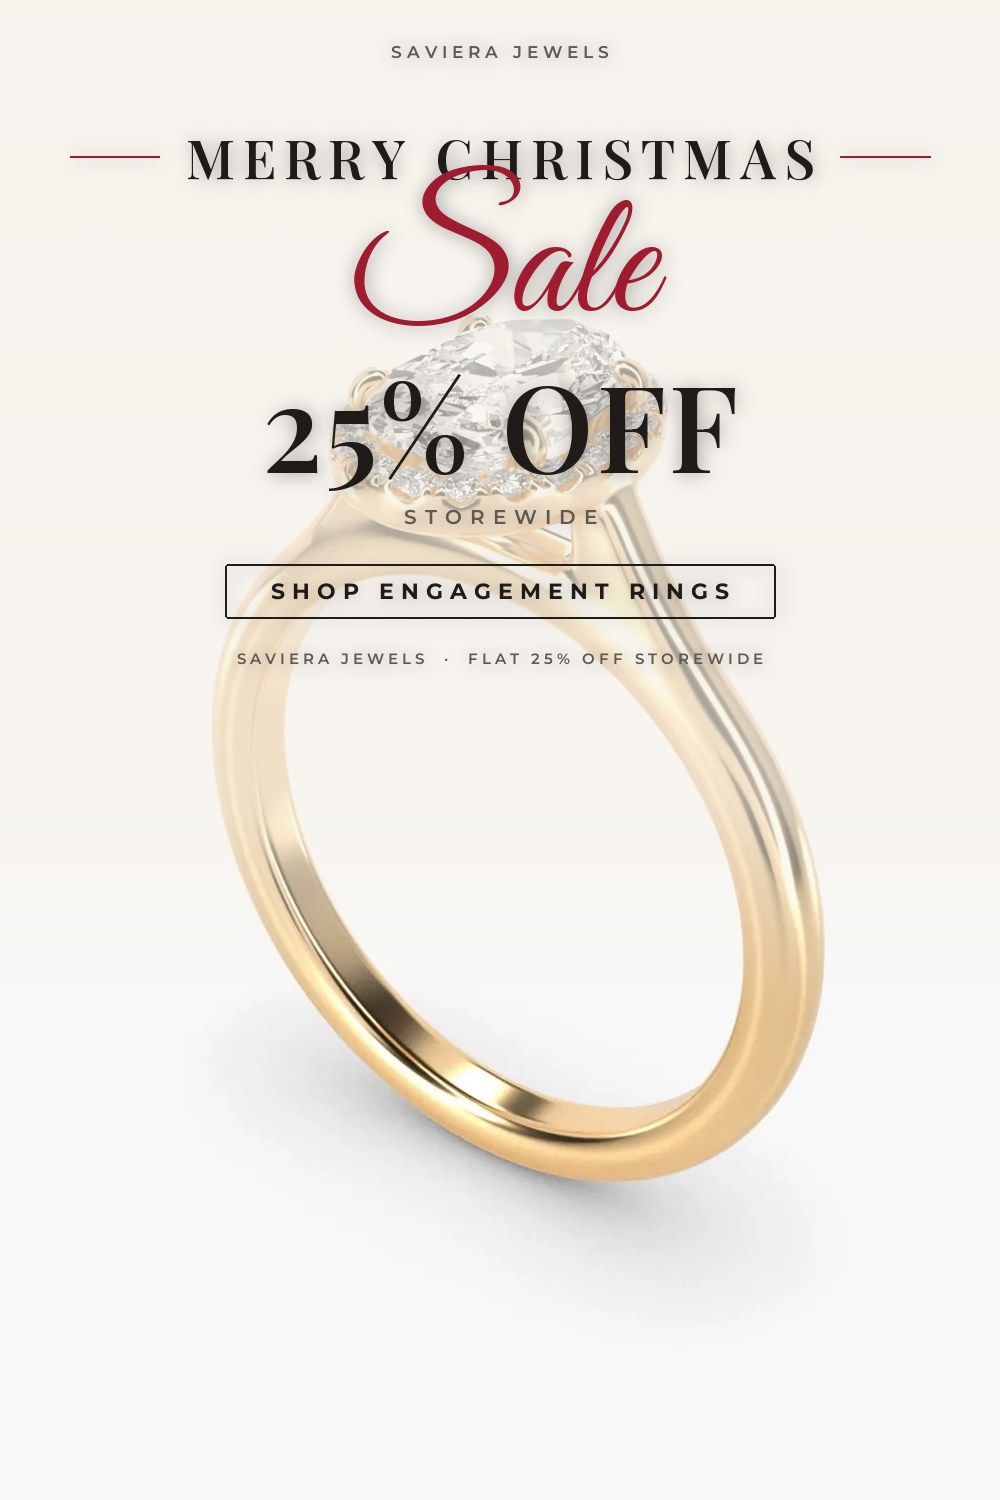 SAVIERA JEWELS
MERRY CHRISTMAS
Sale
25% OFF
STOREWIDE
SHOP ENGAGEMENT RINGS
SAVIERA JEWELS · FLAT 25% OFF STOREWIDE